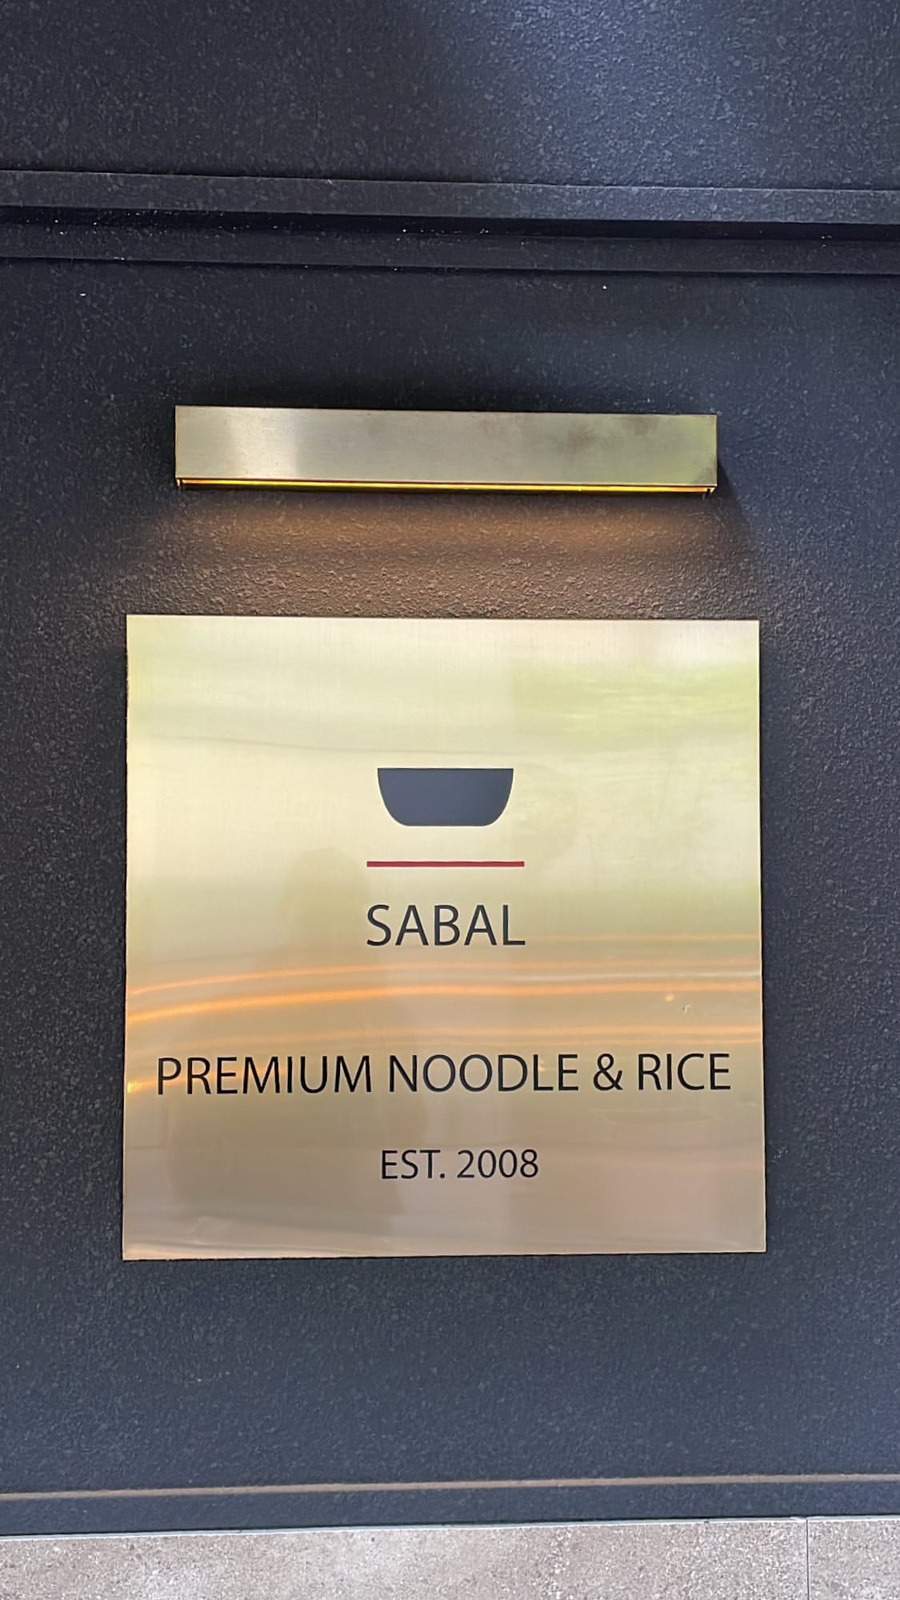 SABAL
PREMIUM NOODLE & RICE
EST. 2008